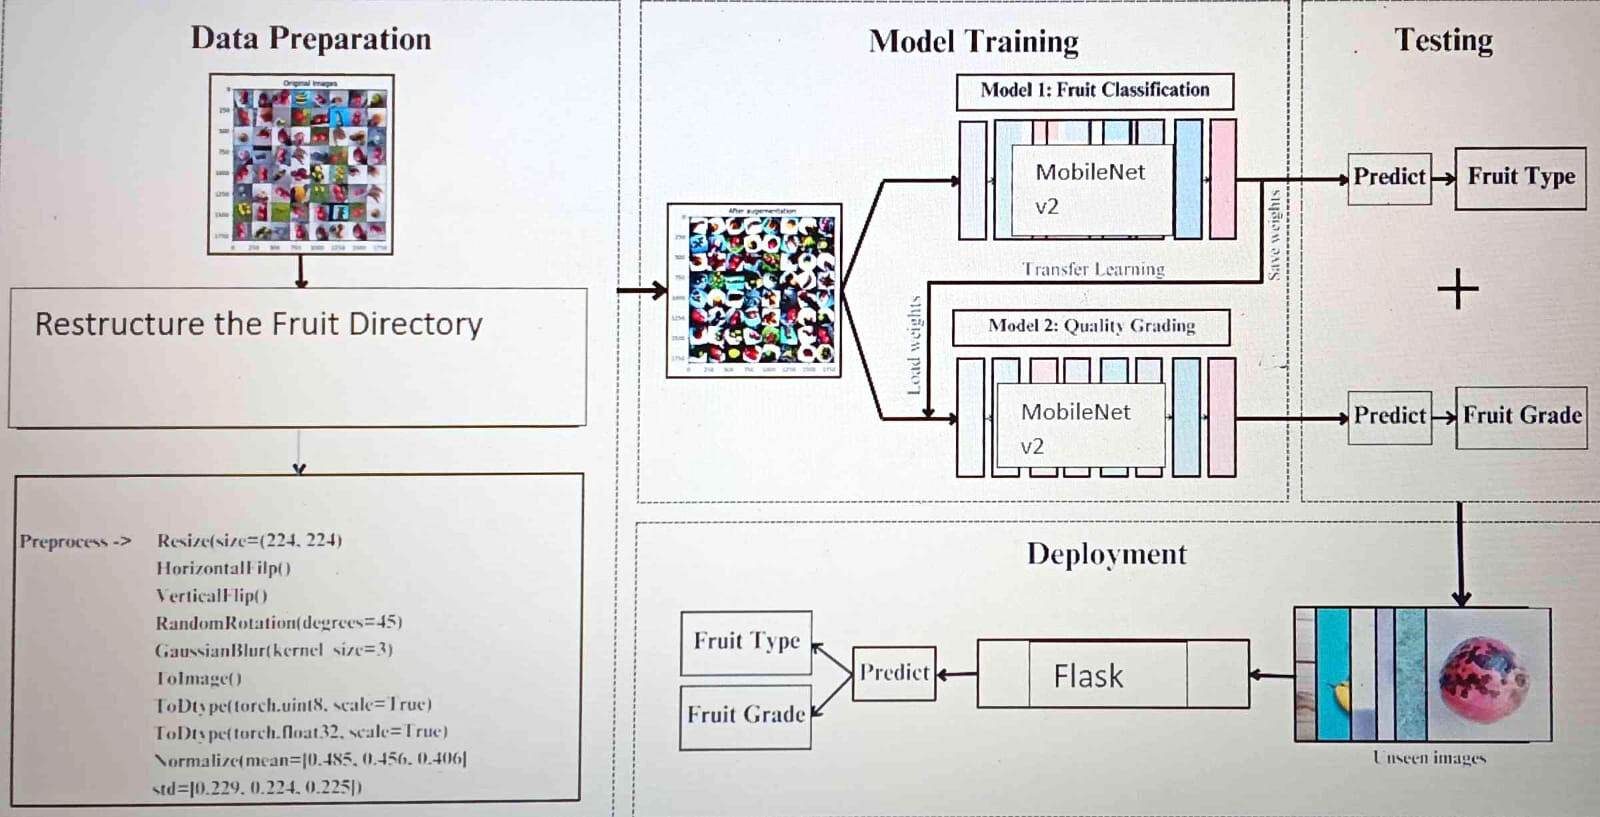 Data Preparation
Original Images
Restructure the Fruit Directory
Preprocess -> Resize(size=(224, 224)
HorizontalFilp()
VerticalFlip()
RandomRotation(degrees=45)
GaussianBlur(kernel_size=3)
ToImage()
ToDtype(torch.uint8, scale=True)
ToDtype(torch.float32, scale=True)
Normalize(mean=[0.485, 0.456, 0.406]
std=[0.229, 0.224, 0.225])
Model Training
After augementation
Model 1: Fruit Classification
MobileNet
v2
Transfer Learning
Save weights
Load weights
Model 2: Quality Grading
MobileNet
v2
Testing
Predict
Fruit Type
+
Predict
Fruit Grade
Deployment
Fruit Type
Fruit Grade
Predict
Flask
Unseen images